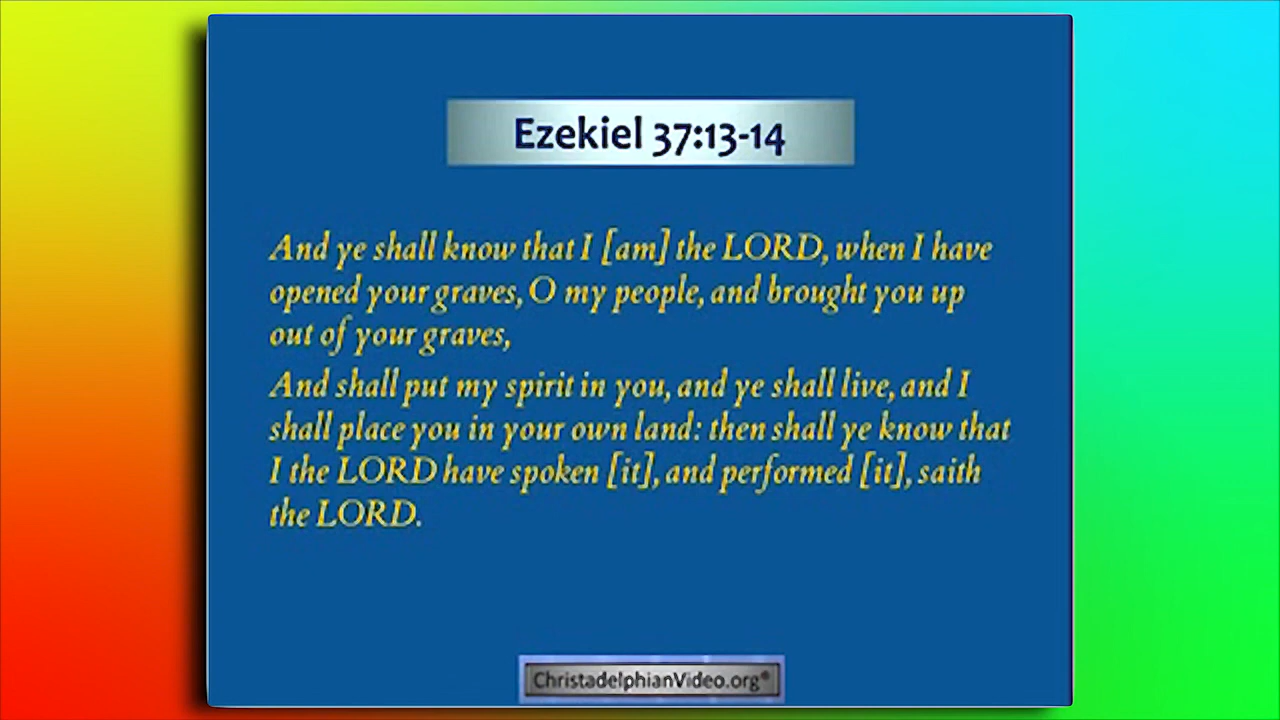 Ezekiel 37:13-14
And ye shall know that I [am] the LORD, when I have
opened your graves, O my people, and brought you up
out of your graves,
And shall put my spirit in you, and ye shall live, and I
shall place you in your own land: then shall ye know that
I the LORD have spoken [it], and performed [it], saith
the LORD.
ChristadelphianVideo.org®